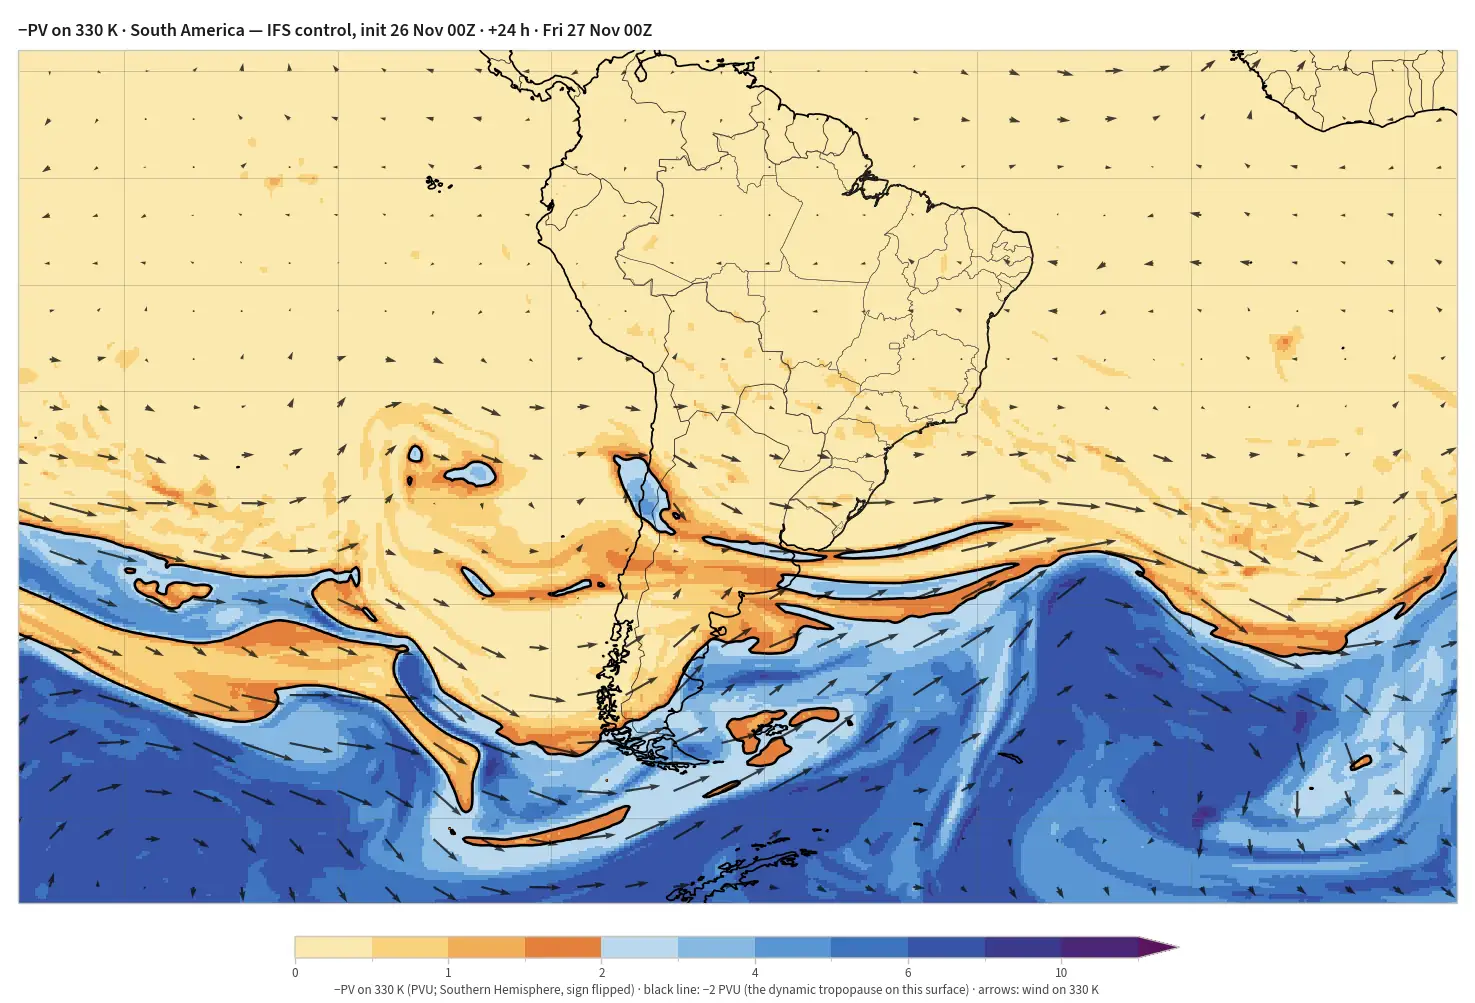 −PV on 330 K · South America — IFS control, init 26 Nov 00Z · +24 h · Fri 27 Nov 00Z
0 1 2 4 6 10
−PV on 330 K (PVU; Southern Hemisphere, sign flipped) · black line: −2 PVU (the dynamic tropopause on this surface) · arrows: wind on 330 K